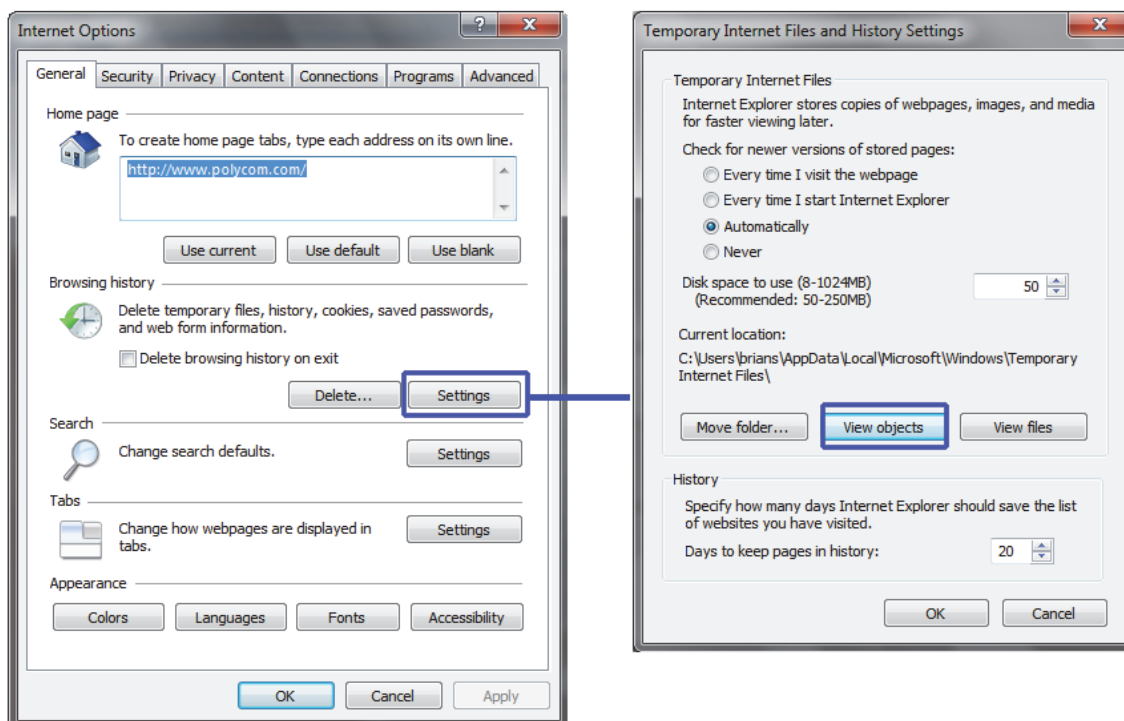 Internet Options
General Security Privacy Content Connections Programs Advanced
Home page
To create home page tabs, type each address on its own line.
http://www.polycom.com/
Use current Use default Use blank
Browsing history
Delete temporary files, history, cookies, saved passwords,
and web form information.
Delete browsing history on exit
Delete... Settings
Search
Change search defaults.
Settings
Tabs
Change how webpages are displayed in
tabs.
Settings
Appearance
Colors Languages Fonts Accessibility
OK Cancel Apply
Temporary Internet Files and History Settings
Temporary Internet Files
Internet Explorer stores copies of webpages, images, and media
for faster viewing later.
Check for newer versions of stored pages:
Every time I visit the webpage
Every time I start Internet Explorer
Automatically
Never
Disk space to use (8-1024MB)
(Recommended: 50-250MB)
50
Current location:
C:\Users\brians\AppData\Local\Microsoft\Windows\Temporary
Internet Files\
Move folder... View objects View files
History
Specify how many days Internet Explorer should save the list
of websites you have visited.
Days to keep pages in history: 20
OK Cancel